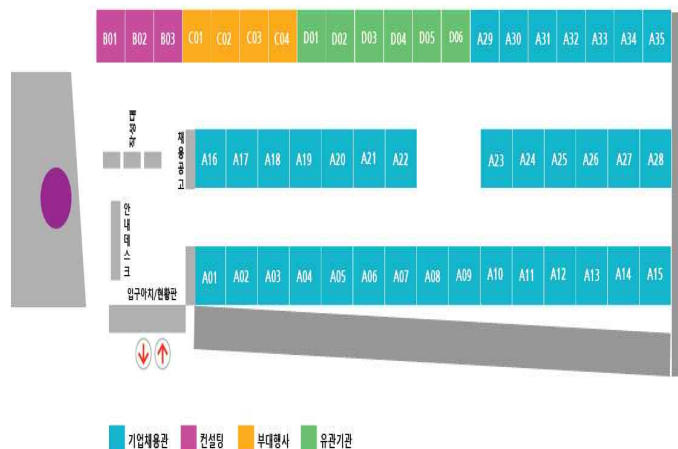 B01 B02 B03 C01 C02 C03 C04 D01 D02 D03 D04 D05 D06 A29 A30 A31 A32 A33 A34 A35
작성대
채용공고
A16 A17 A18 A19 A20 A21 A22 A23 A24 A25 A26 A27 A28
안내데스크
A01 A02 A03 A04 A05 A06 A07 A08 A09 A10 A11 A12 A13 A14 A15
입구아치/현황판
기업채용관 컨설팅 부대행사 유관기관